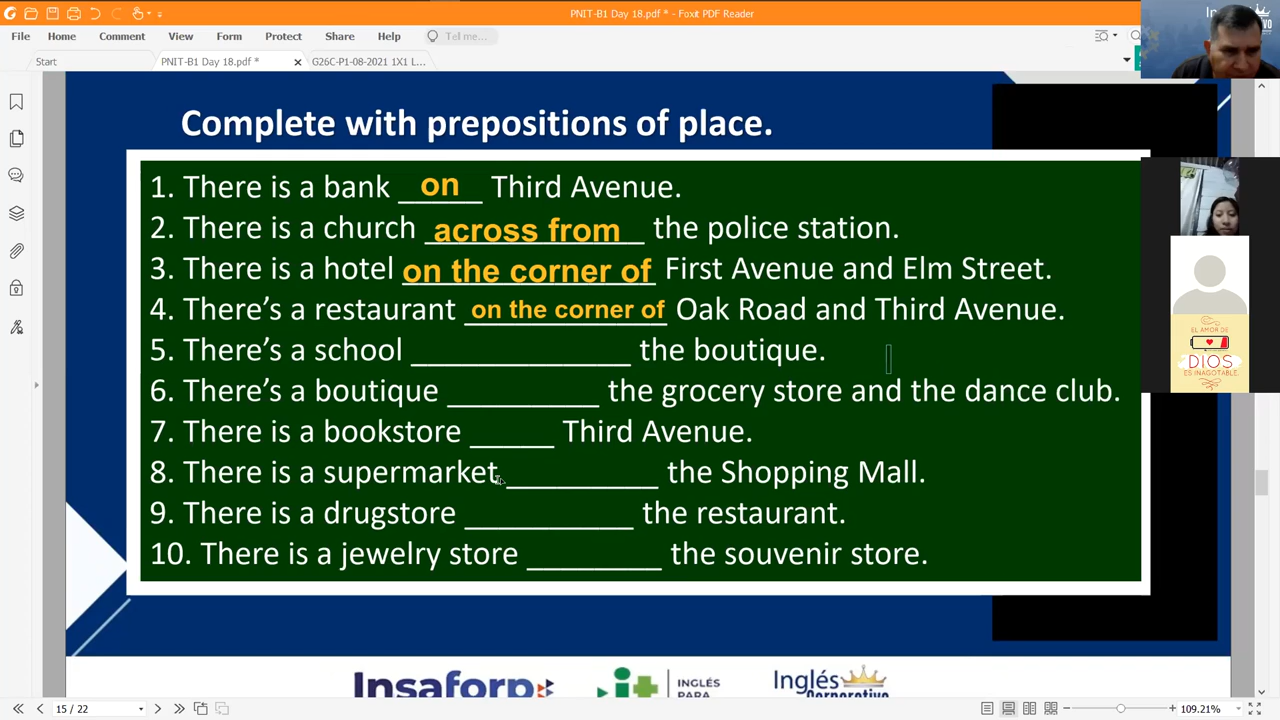 PNIT-B1 Day 18.pdf * - Foxit PDF Reader
File Home Comment View Form Protect Share Help Tell me...
Start PNIT-B1 Day 18.pdf * G26C-P1-08-2021 1X1 L...
Complete with prepositions of place.
1. There is a bank on Third Avenue.
2. There is a church across from the police station.
3. There is a hotel on the corner of First Avenue and Elm Street.
4. There's a restaurant on the corner of Oak Road and Third Avenue.
5. There's a school ______________ the boutique.
6. There's a boutique __________ the grocery store and the dance club.
7. There is a bookstore _____ Third Avenue.
8. There is a supermarket __________ the Shopping Mall.
9. There is a drugstore ___________ the restaurant.
10. There is a jewelry store ________ the souvenir store.
EL AMOR DE
DIOS
ES INAGOTABLE.
Insaforp
it
INGLÉS
PARA
Inglés
Corporativo
15 / 22
109.21%